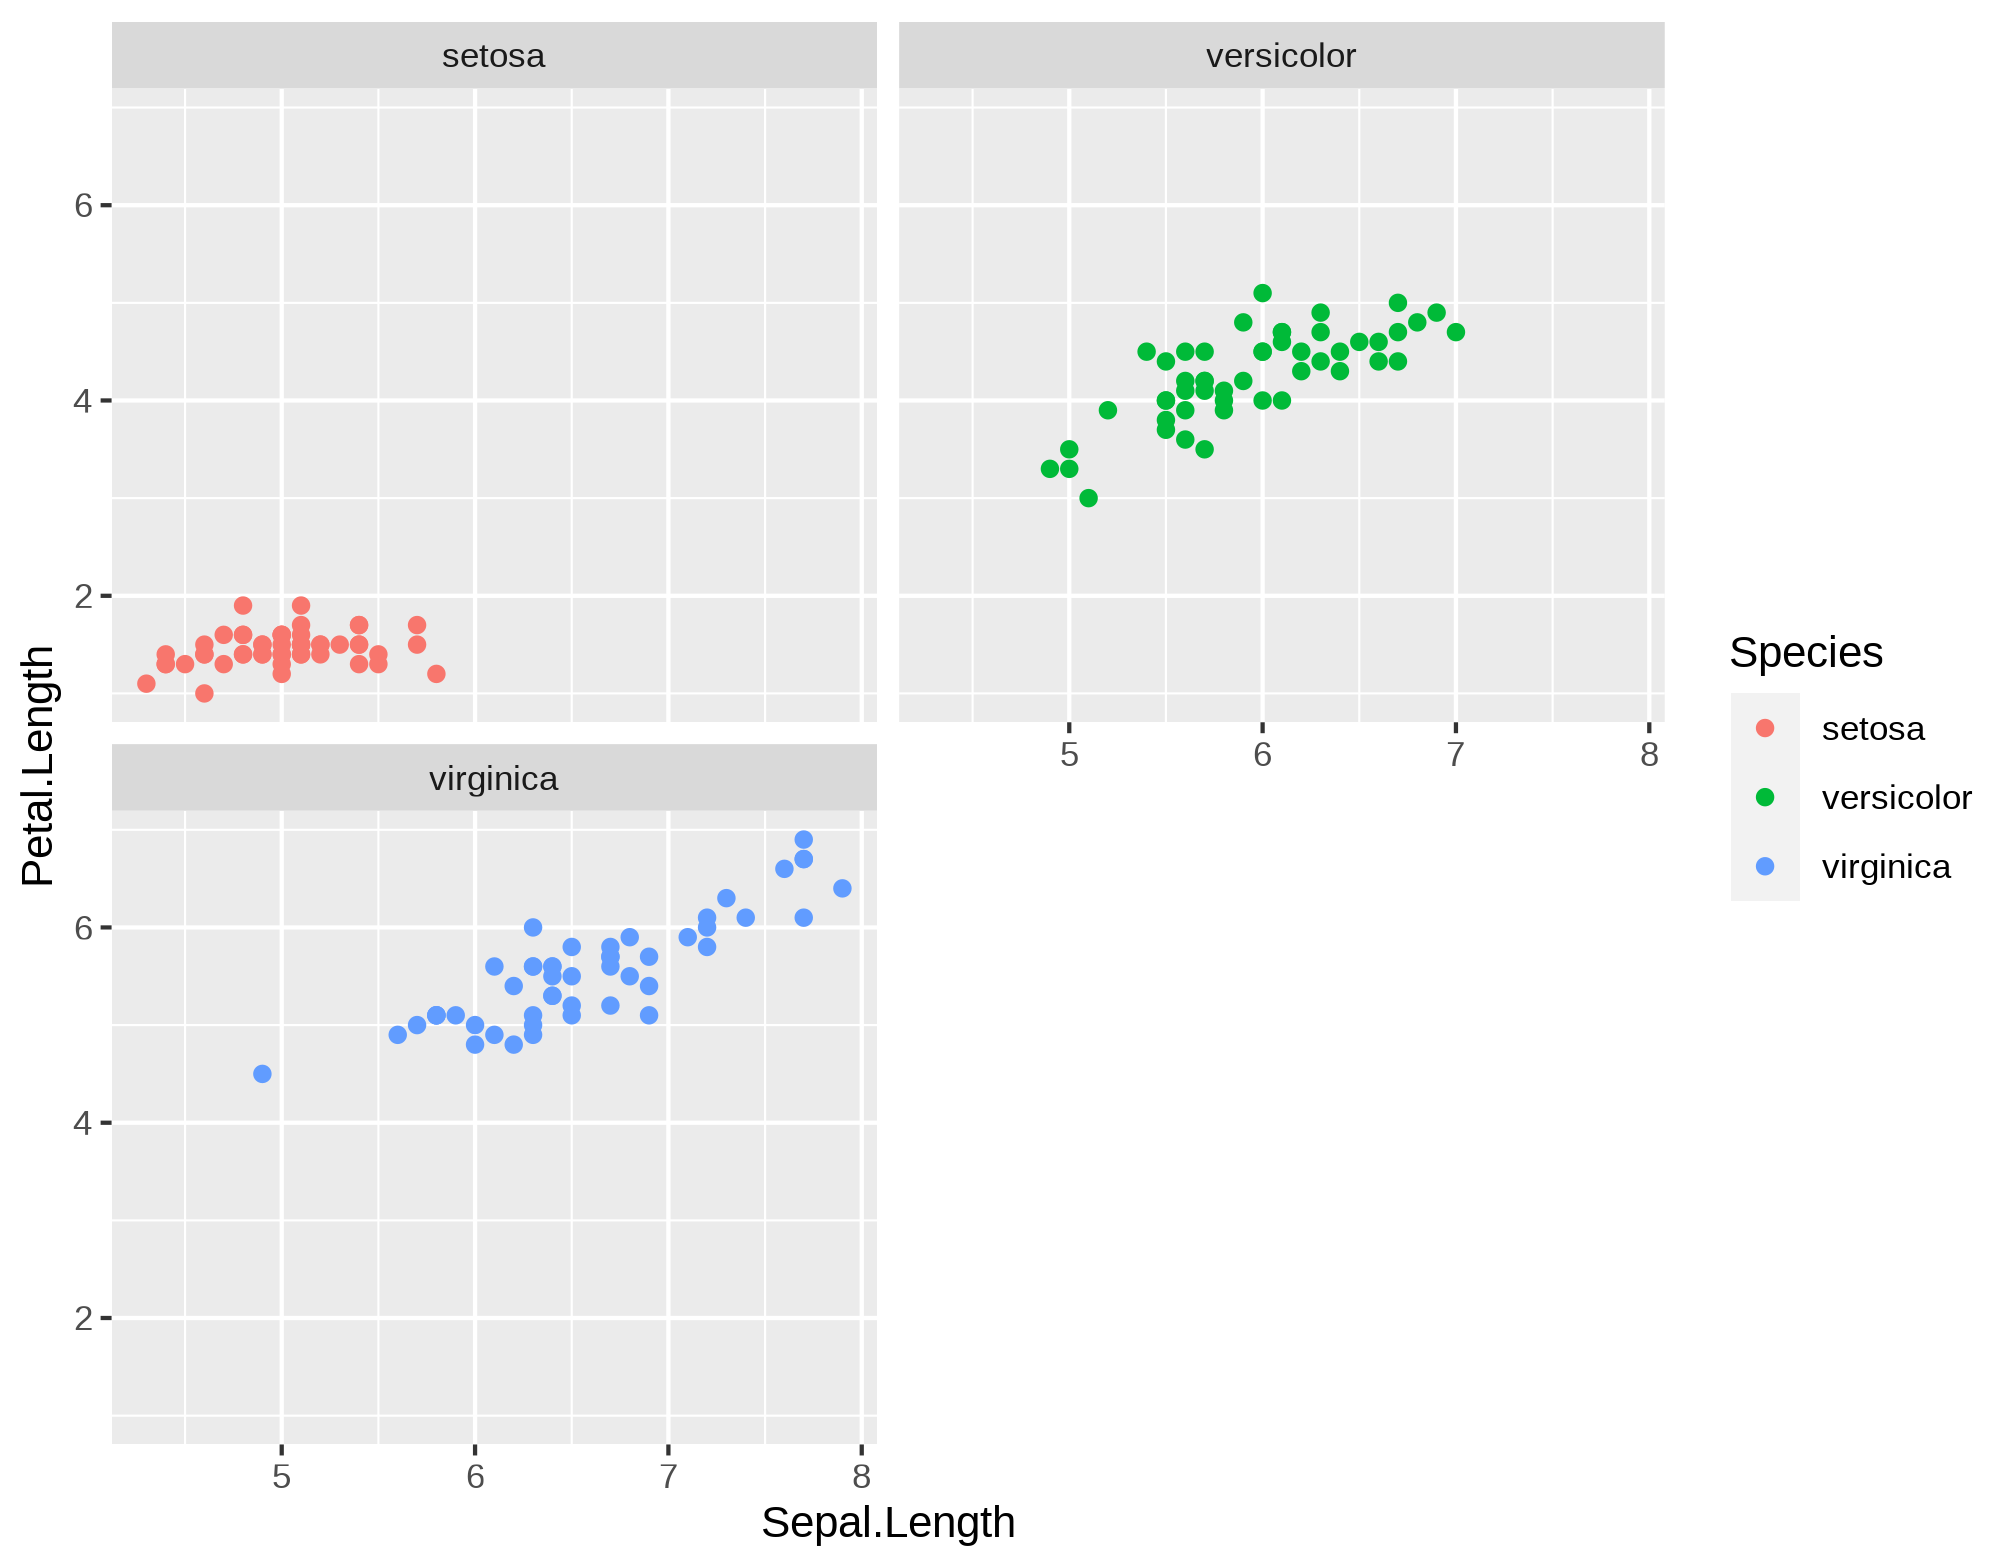 setosa
versicolor
6
4
2
5 6 7 8
virginica
6
4
2
5 6 7 8
Petal.Length
Sepal.Length
Species
setosa
versicolor
virginica